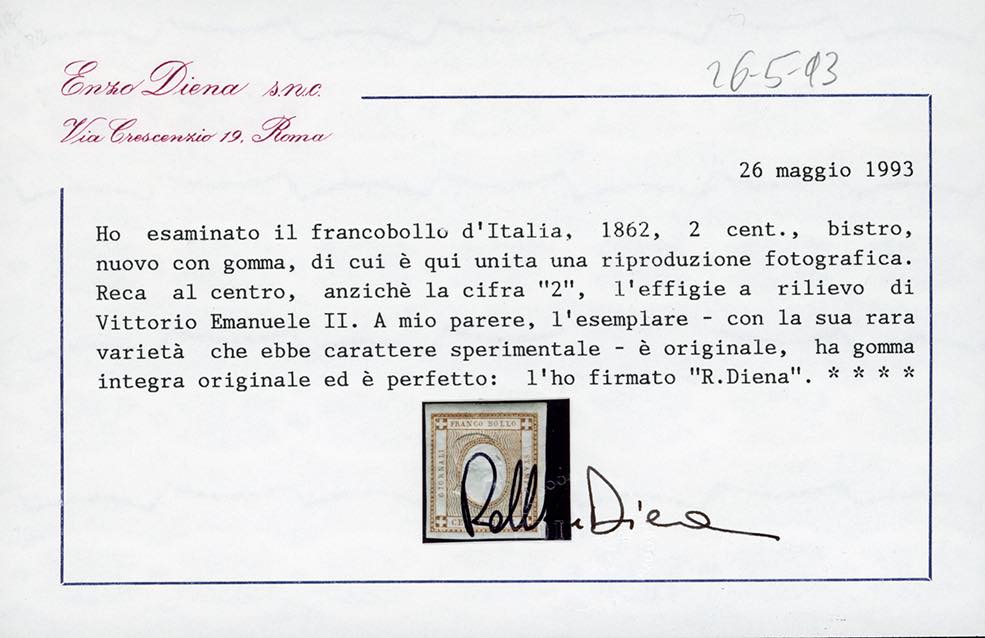 Enzo Diena s.n.c.
Via Crescenzio 19, Roma
26-5-93
26 maggio 1993
Ho esaminato il francobollo d'Italia, 1862, 2 cent., bistro,
nuovo con gomma, di cui è qui unita una riproduzione fotografica.
Reca al centro, anzichè la cifra "2", l'effigie a rilievo di
Vittorio Emanuele II. A mio parere, l'esemplare - con la sua rara
varietà che ebbe carattere sperimentale - è originale, ha gomma
integra originale ed è perfetto: l'ho firmato "R.Diena". * * * *
FRANCO BOLLO
GIORNALI
Diena